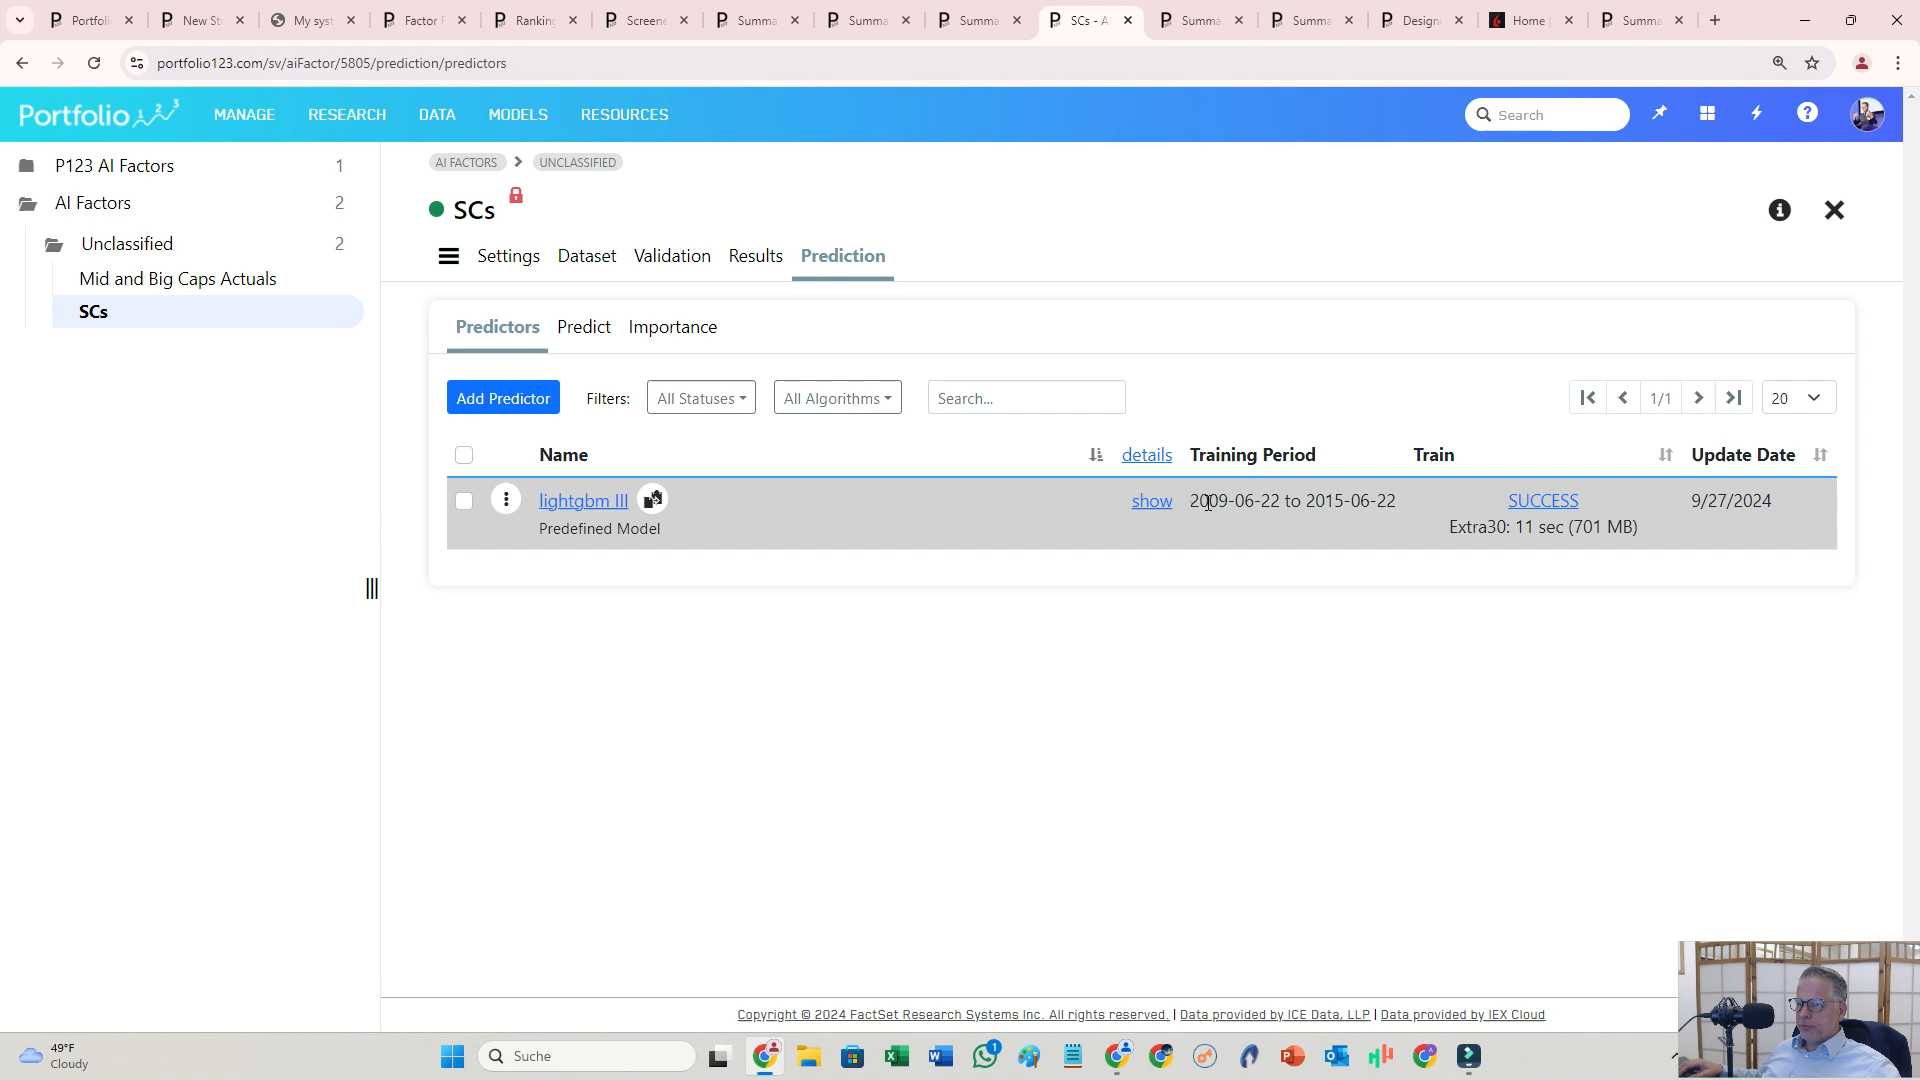 Portfoli
New St
My syst
Factor F
Ranking
Screene
Summa
Summa
Summa
SCs - A
Summa
Summa
Design
Home
Summa
portfolio123.com/sv/aiFactor/5805/prediction/predictors
Portfolio 123
MANAGE
RESEARCH
DATA
MODELS
RESOURCES
Search
P123 AI Factors 1
AI Factors 2
Unclassified 2
Mid and Big Caps Actuals
SCs
AI FACTORS
UNCLASSIFIED
SCs
Settings
Dataset
Validation
Results
Prediction
Predictors
Predict
Importance
Add Predictor
Filters:
All Statuses
All Algorithms
Search...
1/1
20
Name
details
Training Period
Train
Update Date
lightgbm III
show
2009-06-22 to 2015-06-22
SUCCESS
9/27/2024
Predefined Model
Extra30: 11 sec (701 MB)
Copyright © 2024 FactSet Research Systems Inc. All rights reserved. | Data provided by ICE Data, LLP | Data provided by IEX Cloud
49°F
Cloudy
Suche
1